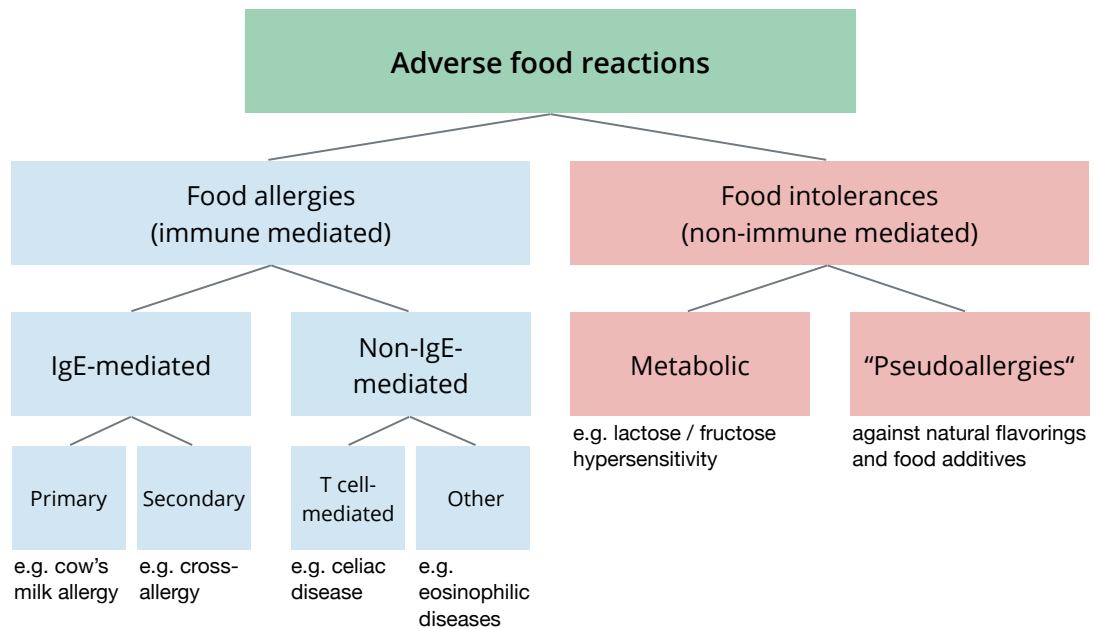 Adverse food reactions
Food allergies
(immune mediated)
Food intolerances
(non-immune mediated)
IgE-mediated
Non-IgE-
mediated
Metabolic
“Pseudoallergies“
e.g. lactose / fructose
hypersensitivity
against natural flavorings
and food additives
Primary
Secondary
T cell-
mediated
Other
e.g. cow’s
milk allergy
e.g. cross-
allergy
e.g. celiac
disease
e.g.
eosinophilic
diseases